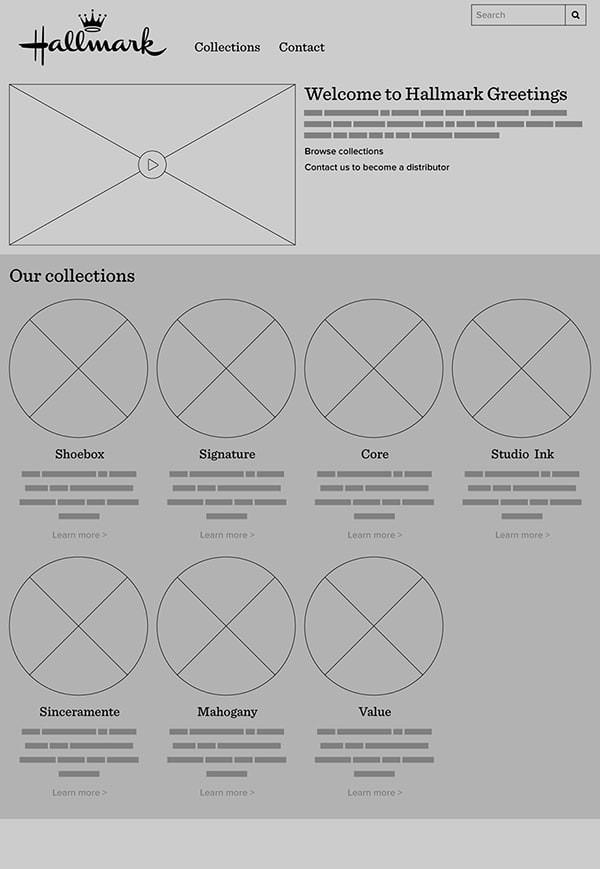 Search
Hallmark
Collections Contact
Welcome to Hallmark Greetings
Browse collections
Contact us to become a distributor
Our collections
Shoebox Signature Core Studio Ink
Learn more > Learn more > Learn more > Learn more >
Sinceramente Mahogany Value
Learn more > Learn more > Learn more >